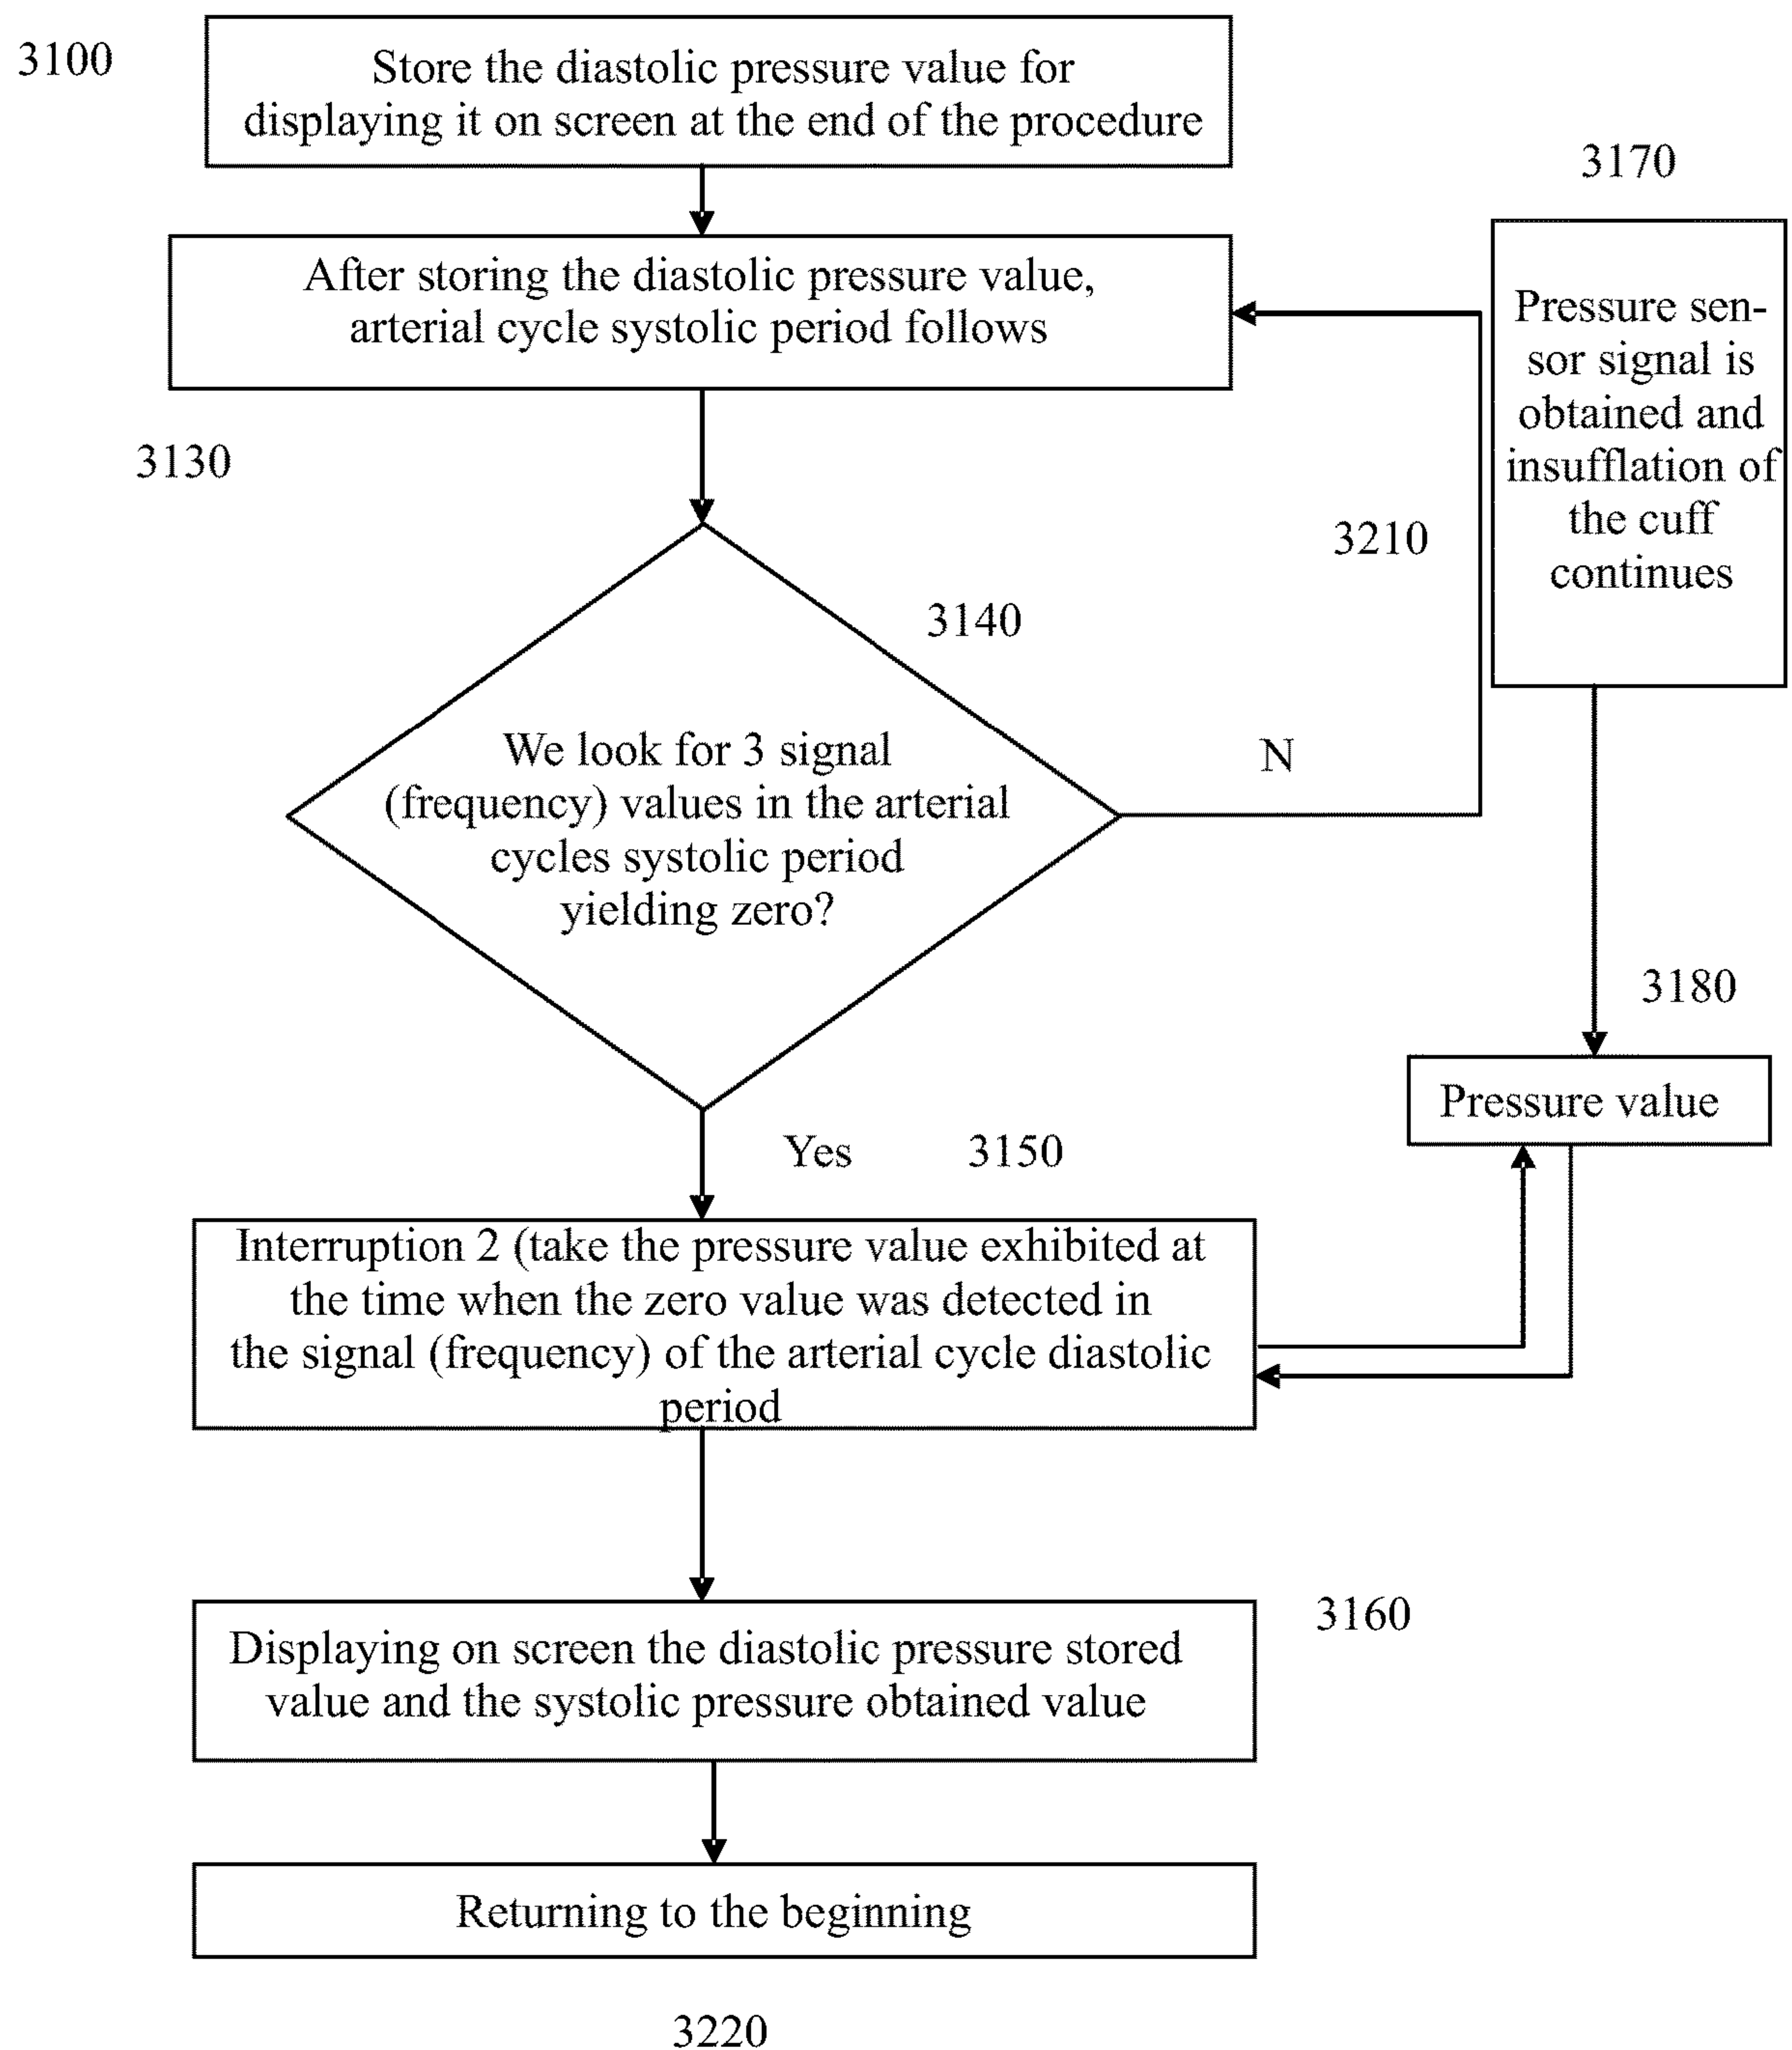 3100
Store the diastolic pressure value for
displaying it on screen at the end of the procedure
3170
After storing the diastolic pressure value,
arterial cycle systolic period follows
Pressure sen-
sor signal is
obtained and
insufflation of
the cuff
continues
3130
3210
3140
We look for 3 signal
(frequency) values in the arterial
cycles systolic period
yielding zero?
N
3180
Pressure value
Yes
3150
Interruption 2 (take the pressure value exhibited at
the time when the zero value was detected in
the signal (frequency) of the arterial cycle diastolic
period
3160
Displaying on screen the diastolic pressure stored
value and the systolic pressure obtained value
Returning to the beginning
3220